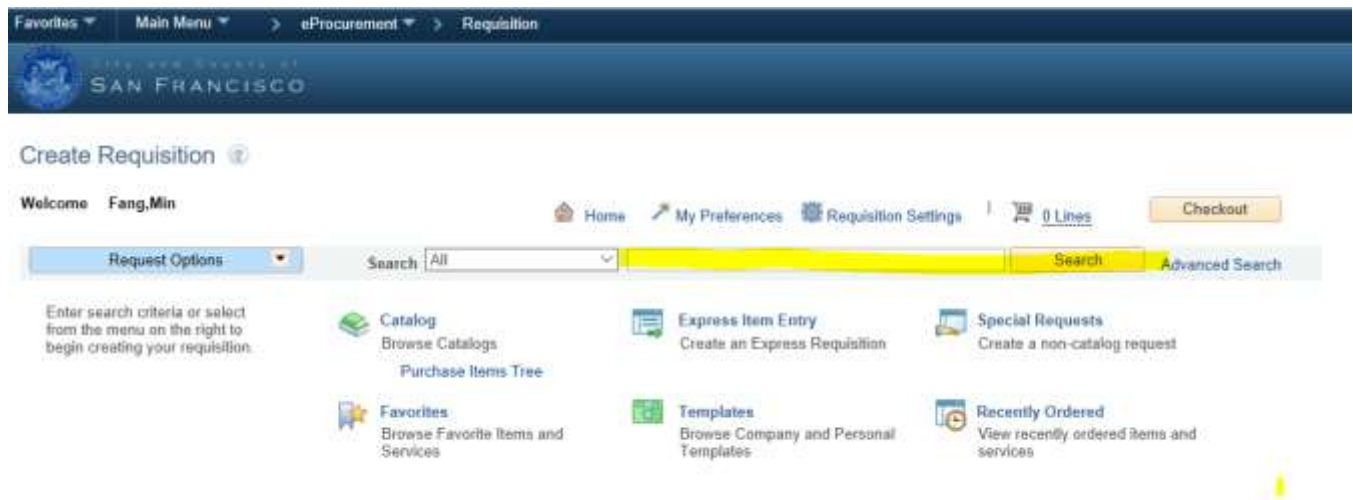 Favorites Main Menu > eProcurement > Requisition
City and County of
SAN FRANCISCO
Create Requisition ?
Welcome Fang,Min
Home My Preferences Requisition Settings 0 Lines Checkout
Request Options Search All Search Advanced Search
Enter search criteria or select
from the menu on the right to
begin creating your requisition.
Catalog
Browse Catalogs
Purchase Items Tree
Express Item Entry
Create an Express Requisition
Special Requests
Create a non-catalog request
Favorites
Browse Favorite Items and
Services
Templates
Browse Company and Personal
Templates
Recently Ordered
View recently ordered items and
services